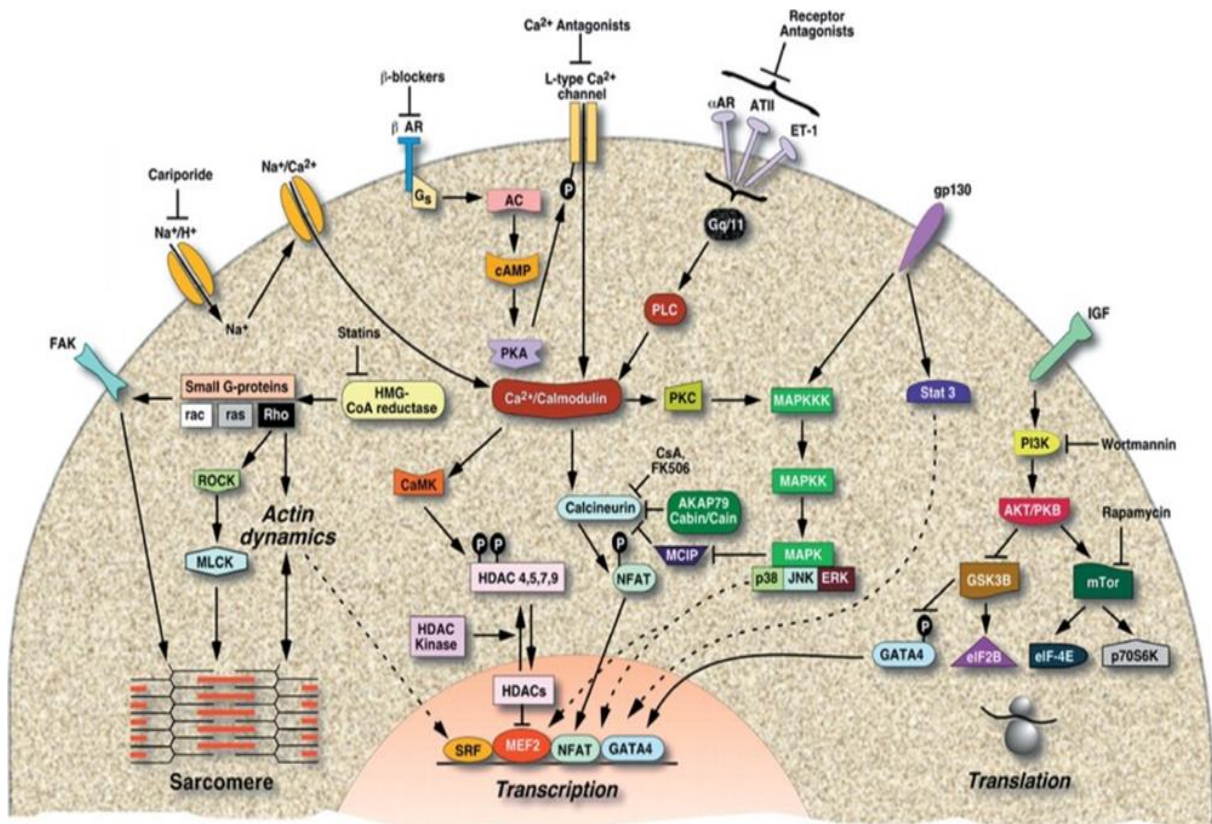 Ca²⁺ Antagonists
Receptor
Antagonists
β-blockers
L-type Ca²⁺
channel
αAR
ATII
ET-1
β AR
Cariporide
Na⁺/Ca²⁺
Gs
AC
P
gp130
Na⁺/H⁺
Gq/11
cAMP
Na⁺
PLC
IGF
FAK
Statins
PKA
Small G-proteins
rac
ras
Rho
HMG-
CoA reductase
Ca²⁺/Calmodulin
PKC
MAPKKK
Stat 3
PI3K
Wortmannin
ROCK
CaMK
CsA,
FK506
MAPKK
Actin
dynamics
Calcineurin
AKAP79
Cabin/Cain
AKT/PKB
Rapamycin
MLCK
P
P
P
MCIP
MAPK
HDAC 4,5,7,9
NFAT
p38
JNK
ERK
GSK3B
mTor
P
HDAC
Kinase
GATA4
eIF2B
eIF-4E
p70S6K
HDACs
SRF
MEF2
NFAT
GATA4
Sarcomere
Transcription
Translation